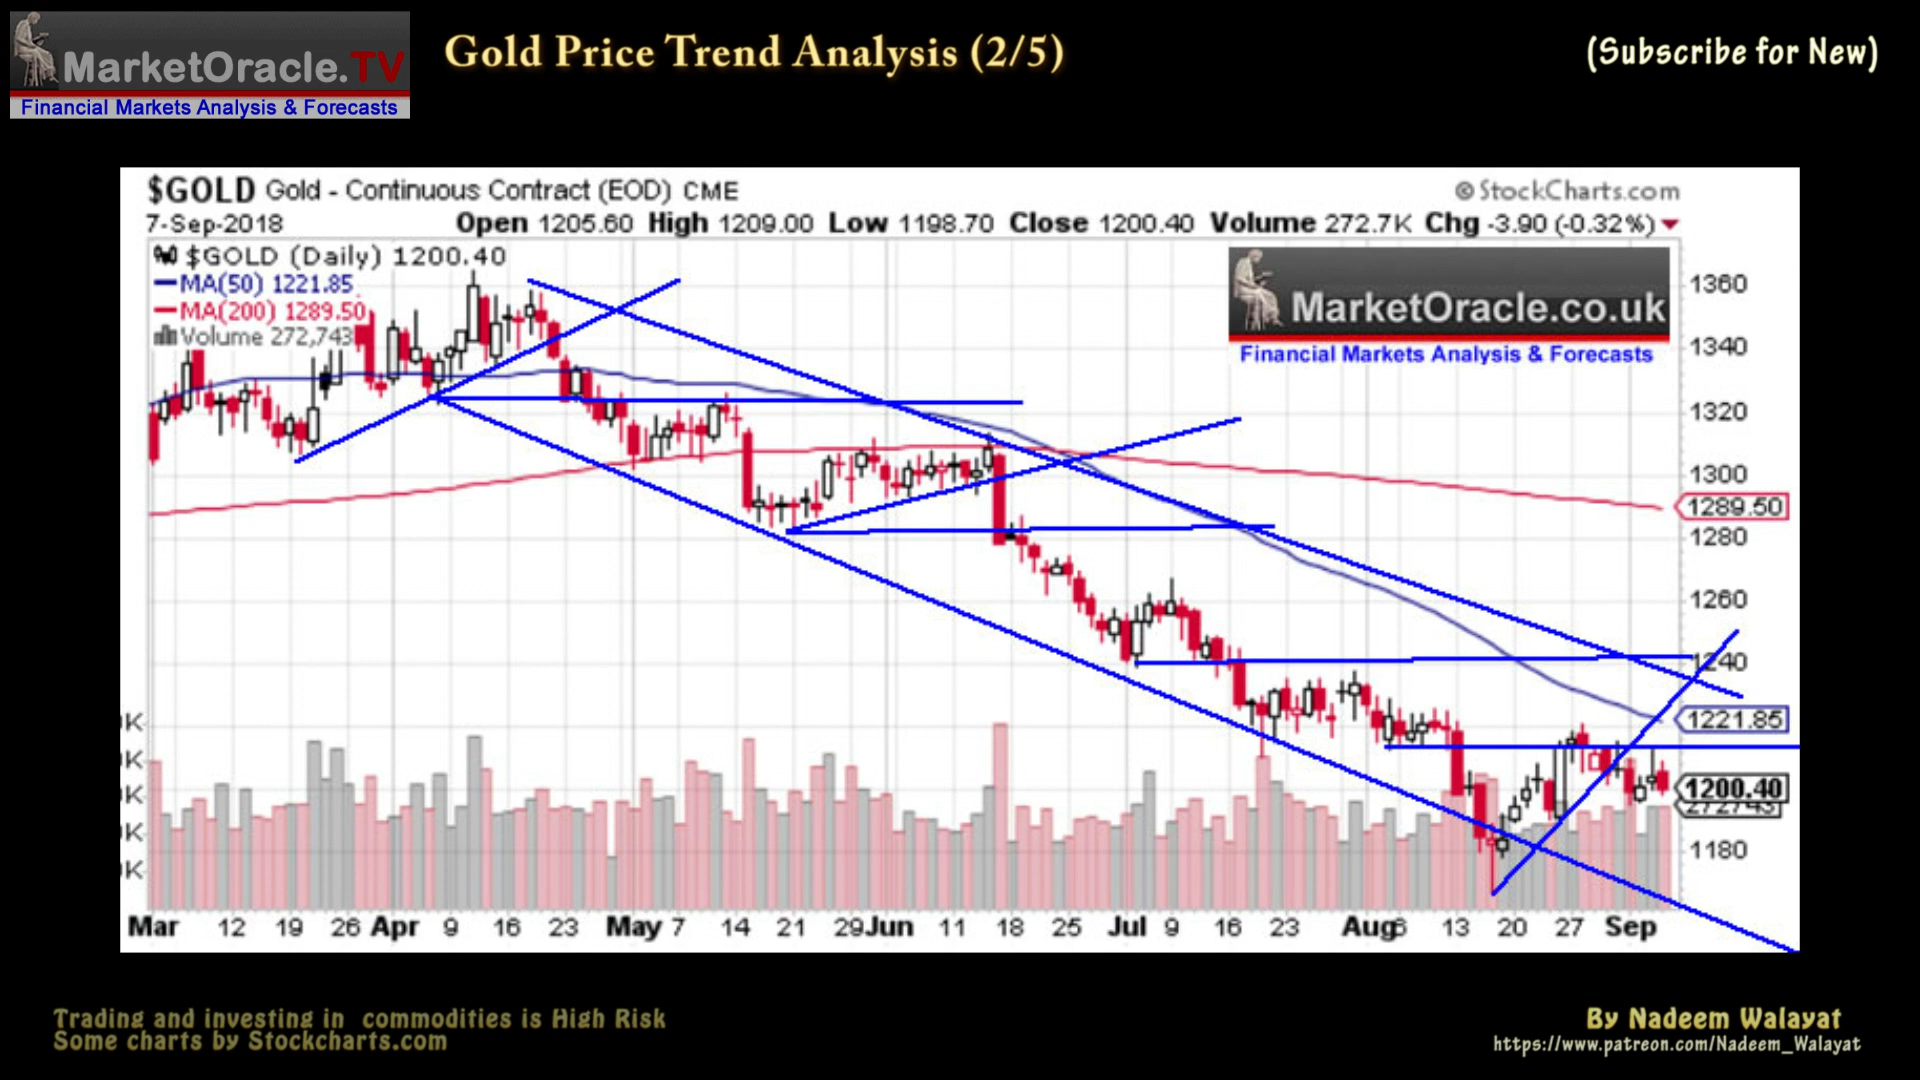 MarketOracle.TV
Financial Markets Analysis & Forecasts
Gold Price Trend Analysis (2/5)
(Subscribe for New)
$GOLD Gold - Continuous Contract (EOD) CME
© StockCharts.com
7-Sep-2018 Open 1205.60 High 1209.00 Low 1198.70 Close 1200.40 Volume 272.7K Chg -3.90 (-0.32%)
$GOLD (Daily) 1200.40
MA(50) 1221.85
MA(200) 1289.50
Volume 272,743
MarketOracle.co.uk
Financial Markets Analysis & Forecasts
1360
1340
1320
1300
1289.50
1280
1260
1240
1221.85
1200.40
1180
K
K
K
K
K
Mar 12 19 26 Apr 9 16 23 May 7 14 21 29 Jun 11 18 25 Jul 9 16 23 Aug 6 13 20 27 Sep
Trading and investing in commodities is High Risk
Some charts by Stockcharts.com
By Nadeem Walayat
https://www.patreon.com/Nadeem_Walayat